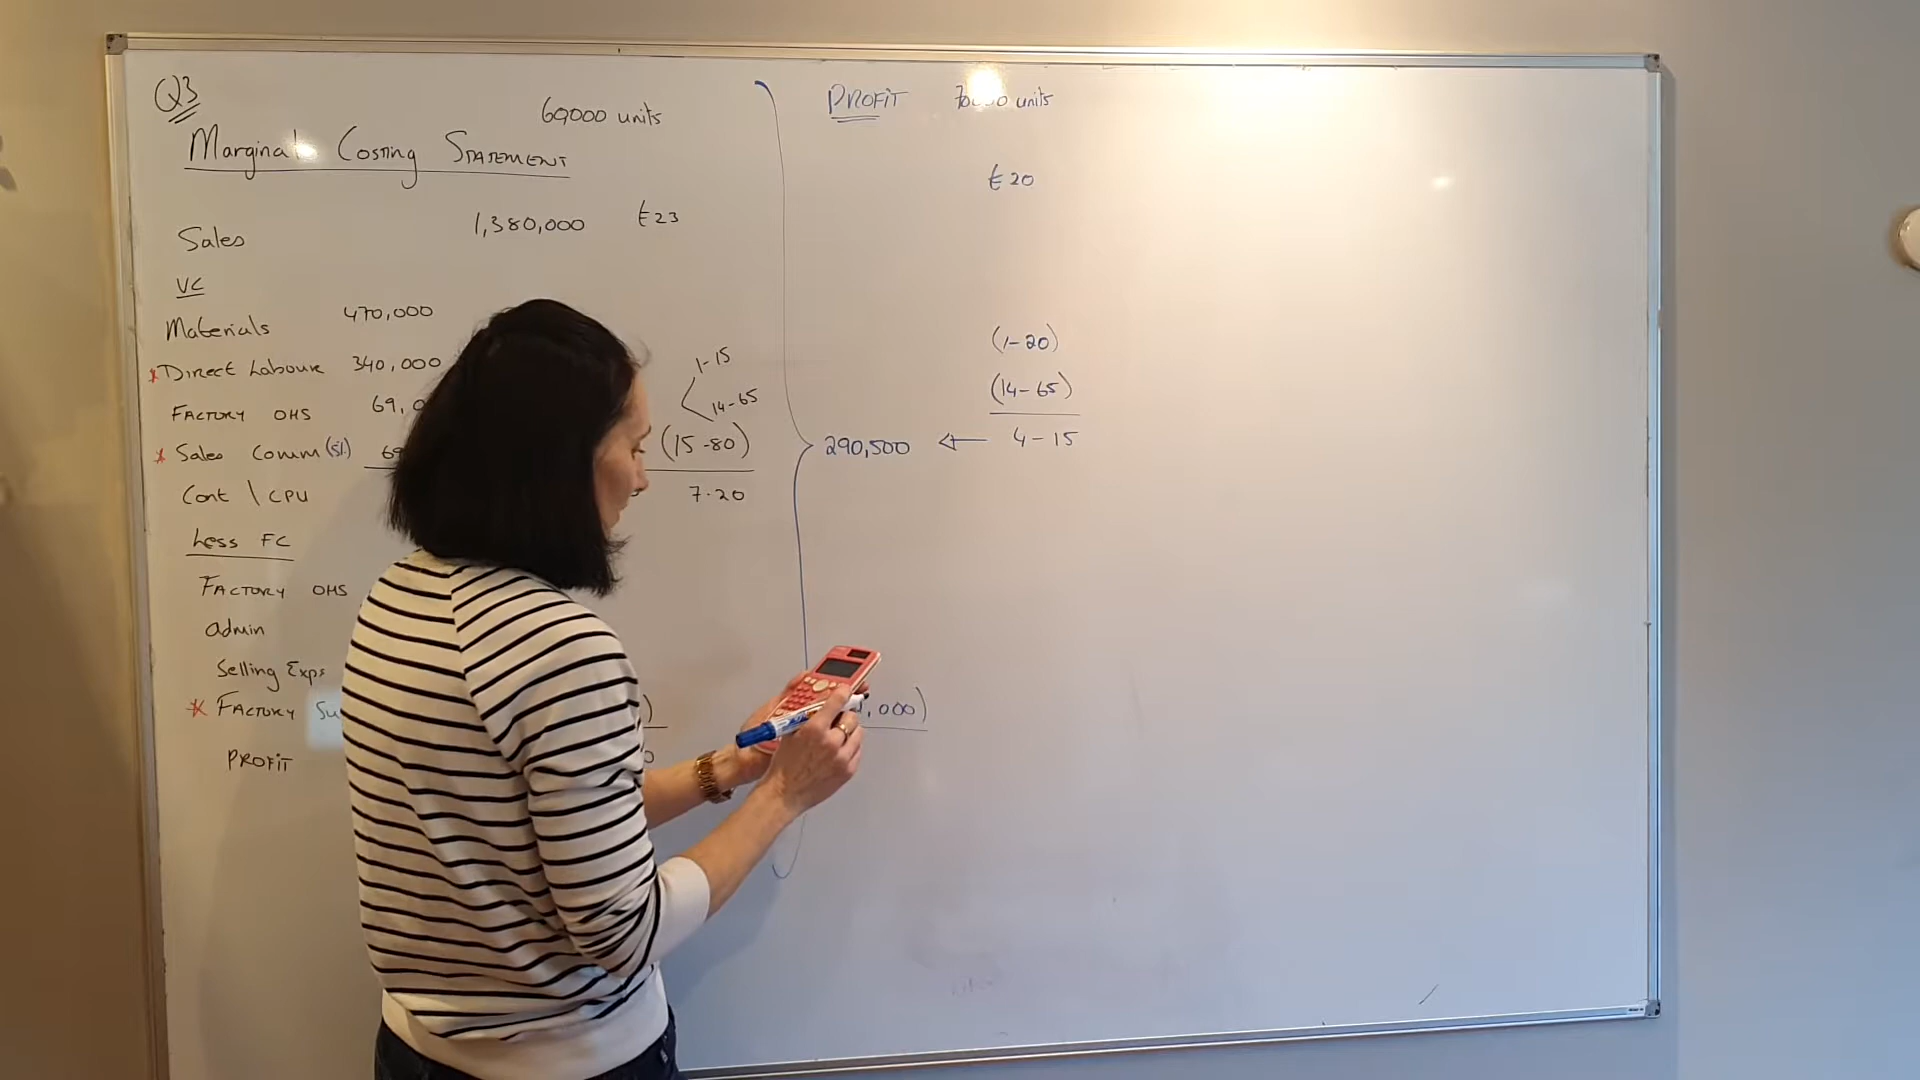 Q3
60000 units
Marginal Costing STATEMENT
Sales 1,380,000 €23
VC
Materials 470,000
* Direct Labour 340,000
1-15
14-65
FACTORY OHS 69,0
* Sales Comm (5%) 69 (15-80)
Cont \ CPU 7.20
Less FC
FACTORY OHS
Admin
Selling Exps
* FACTORY Su )
PROFIT 0
PROFIT 70000 units
€20
(1-20)
(14-65)
290,500 ← 4-15
,000)